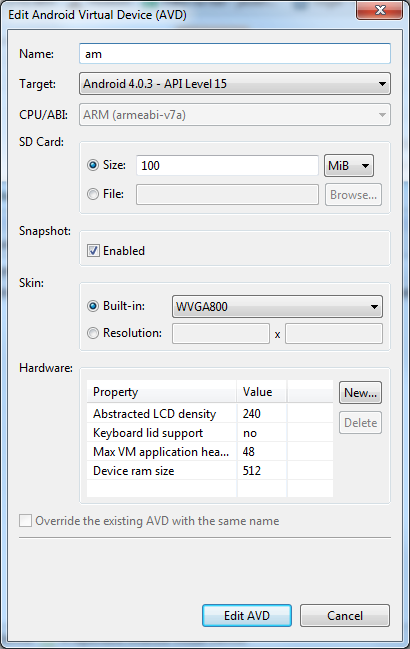 Edit Android Virtual Device (AVD)
Name: am
Target: Android 4.0.3 - API Level 15
CPU/ABI: ARM (armeabi-v7a)
SD Card:
Size: 100 MiB
File: Browse...
Snapshot:
Enabled
Skin:
Built-in: WVGA800
Resolution: x
Hardware:
Property Value New...
Abstracted LCD density 240
Delete
Keyboard lid support no
Max VM application hea... 48
Device ram size 512
Override the existing AVD with the same name
Edit AVD Cancel